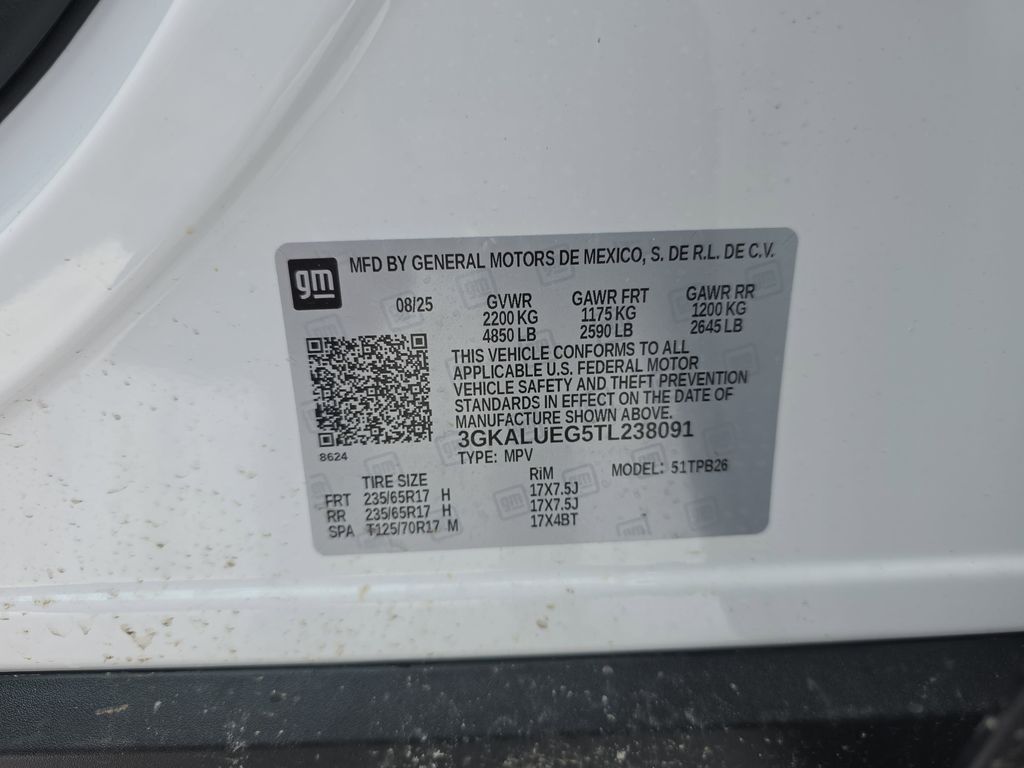 gm MFD BY GENERAL MOTORS DE MEXICO, S. DE R.L. DE C.V.
08/25 GVWR GAWR FRT GAWR RR
2200 KG 1175 KG 1200 KG
4850 LB 2590 LB 2645 LB
THIS VEHICLE CONFORMS TO ALL
APPLICABLE U.S. FEDERAL MOTOR
VEHICLE SAFETY AND THEFT PREVENTION
STANDARDS IN EFFECT ON THE DATE OF
MANUFACTURE SHOWN ABOVE.
3GKALUEG5TL238091
8624 TYPE: MPV MODEL: 51TPB26
TIRE SIZE RIM
FRT 235/65R17 H 17X7.5J
RR 235/65R17 H 17X7.5J
SPA T125/70R17 M 17X4BT